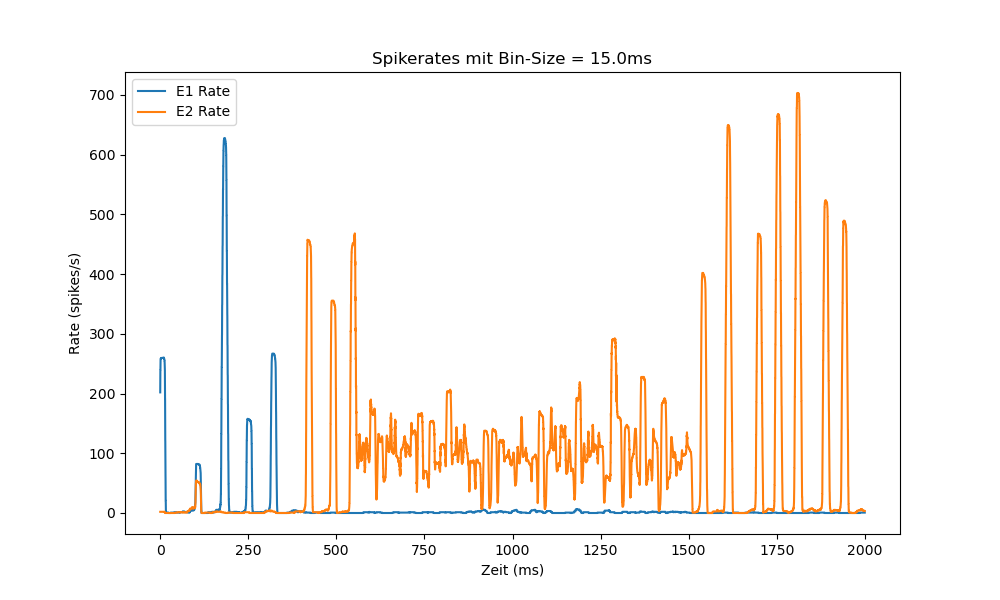 Spikerates mit Bin-Size = 15.0ms
E1 Rate
E2 Rate
Rate (spikes/s)
700
600
500
400
300
200
100
0
0 250 500 750 1000 1250 1500 1750 2000
Zeit (ms)